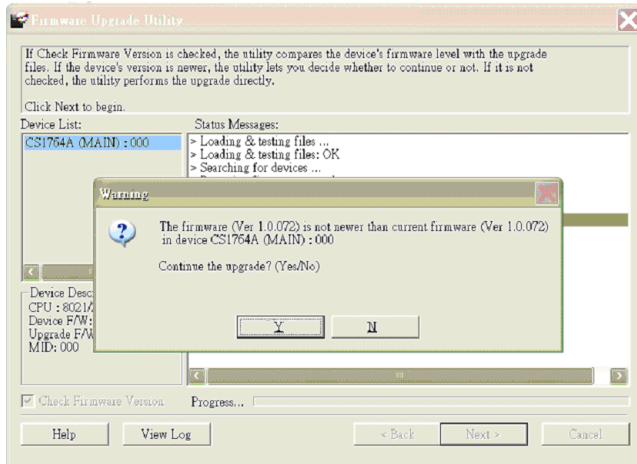 Firmware Upgrade Utility
If Check Firmware Version is checked, the utility compares the device's firmware level with the upgrade
files. If the device's version is newer, the utility lets you decide whether to continue or not. If it is not
checked, the utility performs the upgrade directly.
Click Next to begin.
Device List:
Status Messages:
CS1764A (MAIN) : 000
> Loading & testing files ...
> Loading & testing files: OK
> Searching for devices ...
Warning
The firmware (Ver 1.0.072) is not newer than current firmware (Ver 1.0.072)
in device CS1764A (MAIN) : 000
Continue the upgrade? (Yes/No)
Y
N
Device Desc
CPU : 8021/
Device F/W:
Upgrade F/W
MID: 000
Check Firmware Version
Progress...
Help
View Log
< Back
Next >
Cancel